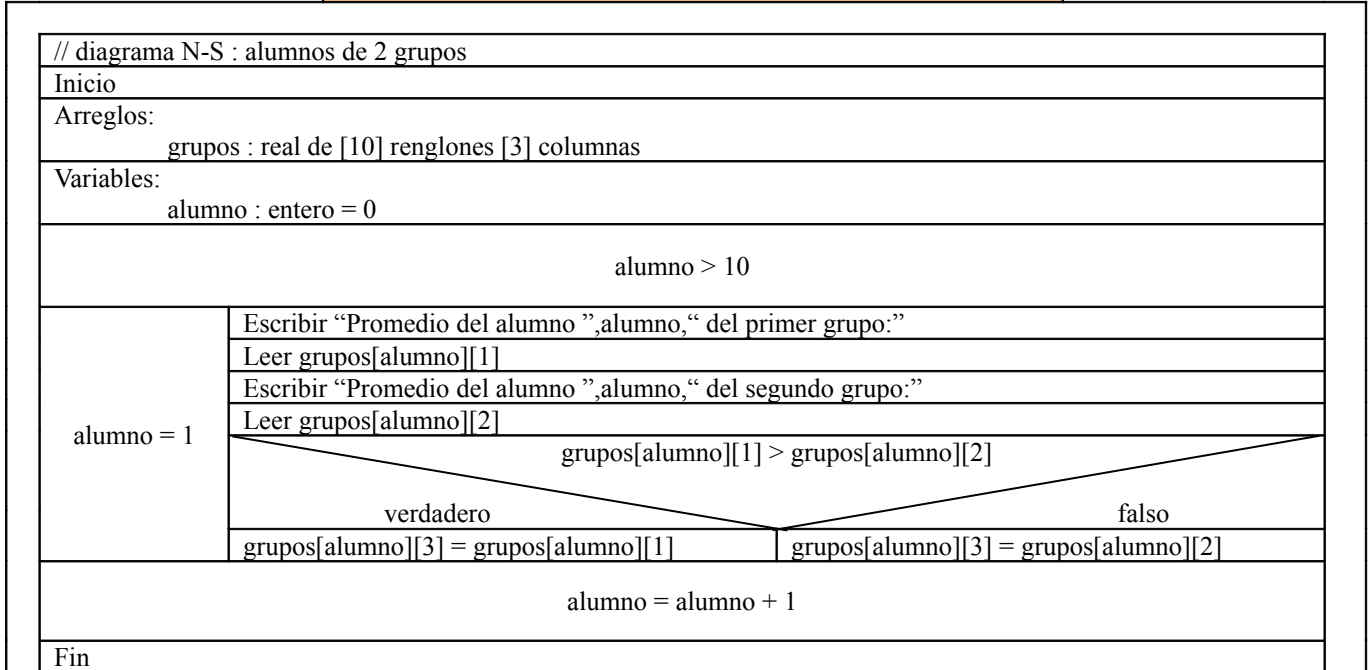 // diagrama N-S : alumnos de 2 grupos
Inicio
Arreglos:
grupos : real de [10] renglones [3] columnas
Variables:
alumno : entero = 0
alumno > 10
alumno = 1
Escribir “Promedio del alumno ”,alumno,“ del primer grupo:”
Leer grupos[alumno][1]
Escribir “Promedio del alumno ”,alumno,“ del segundo grupo:”
Leer grupos[alumno][2]
grupos[alumno][1] > grupos[alumno][2]
verdadero
falso
grupos[alumno][3] = grupos[alumno][1]
grupos[alumno][3] = grupos[alumno][2]
alumno = alumno + 1
Fin